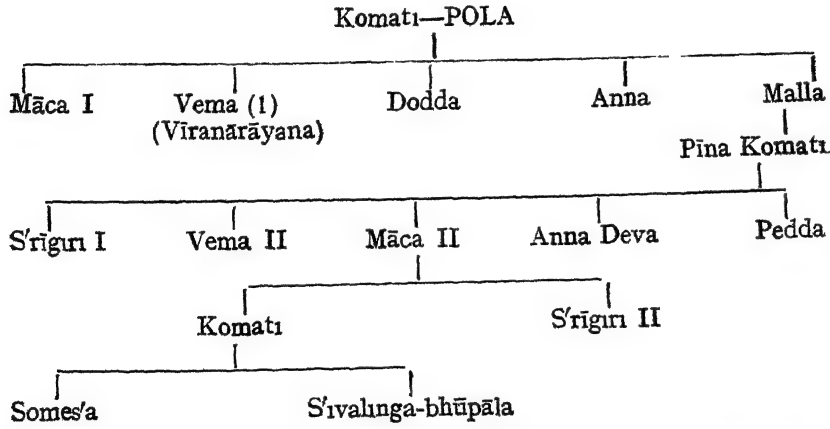 Komatı—POLA
Māca I Vema (1) Dodda Anna Malla
(Vīranārāyana)
Pīna Komatı
S'rīgırı I Vema II Māca II Anna Deva Pedda
Komatı S'rīgırı II
Somes'a S'ıvalınga-bhūpāla